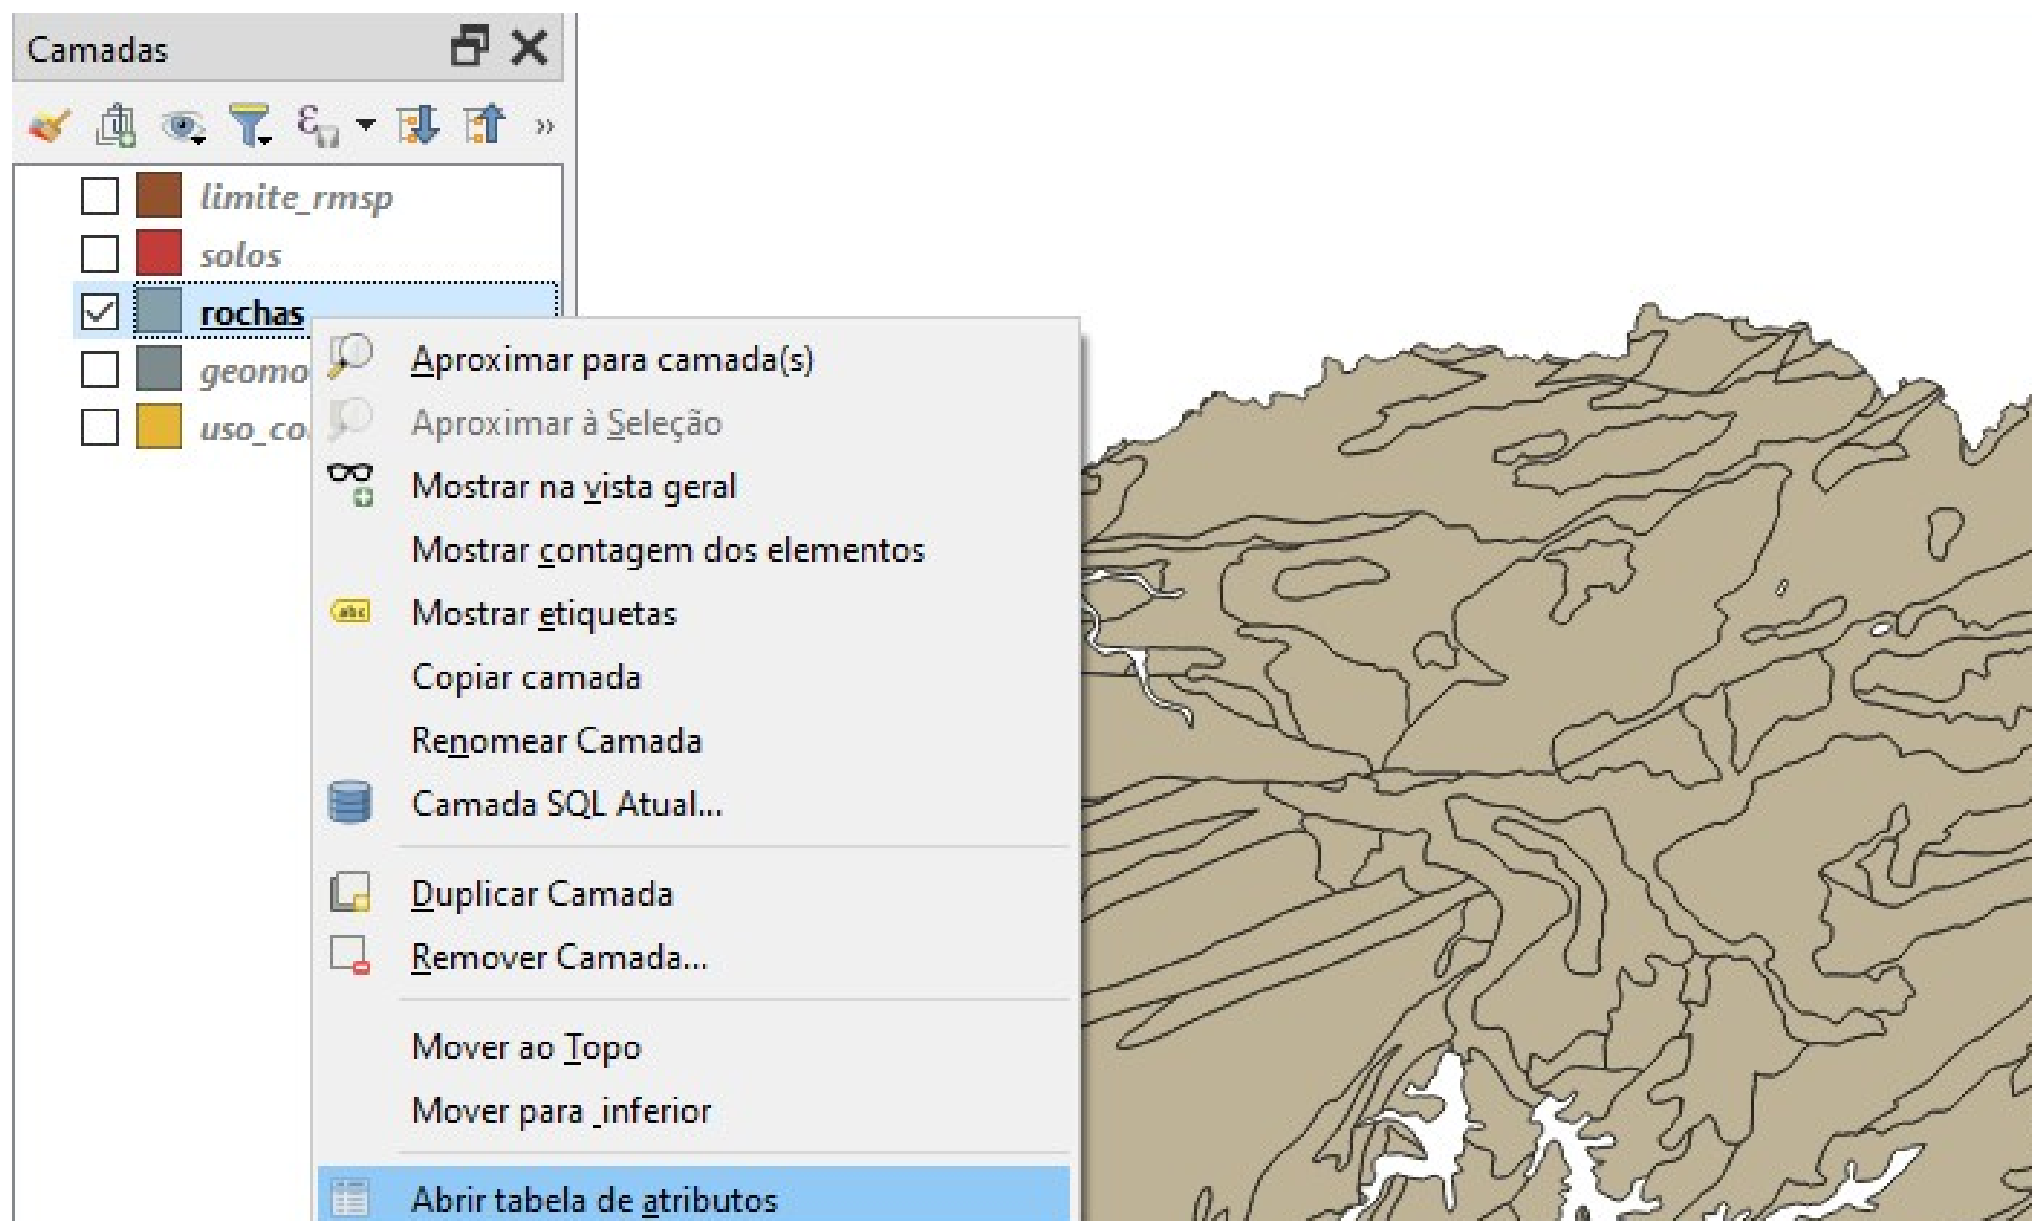 Camadas
limite_rmsp
solos
rochas
geomo
uso_co
Aproximar para camada(s)
Aproximar à Seleção
Mostrar na vista geral
Mostrar contagem dos elementos
abc
Mostrar etiquetas
Copiar camada
Renomear Camada
Camada SQL Atual...
Duplicar Camada
Remover Camada...
Mover ao Topo
Mover para _inferior
Abrir tabela de atributos